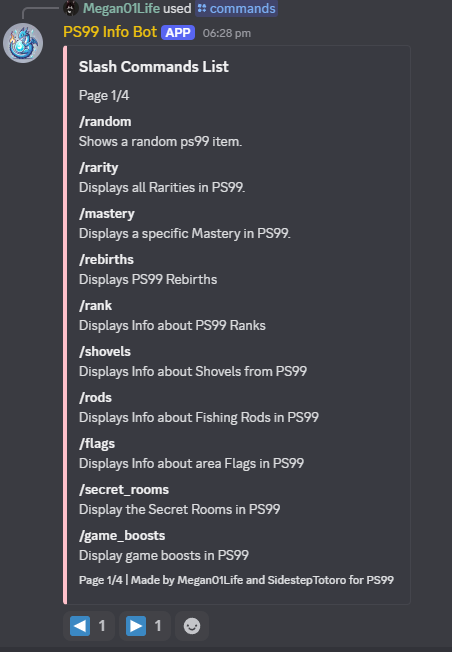 Megan01Life used commands
PS99 Info Bot APP 06:28 pm
Slash Commands List
Page 1/4
/random
Shows a random ps99 item.
/rarity
Displays all Rarities in PS99.
/mastery
Displays a specific Mastery in PS99.
/rebirths
Displays PS99 Rebirths
/rank
Displays Info about PS99 Ranks
/shovels
Displays Info about Shovels from PS99
/rods
Displays Info about Fishing Rods in PS99
/flags
Displays Info about area Flags in PS99
/secret_rooms
Display the Secret Rooms in PS99
/game_boosts
Display game boosts in PS99
Page 1/4 | Made by Megan01Life and SidestepTotoro for PS99
1 1